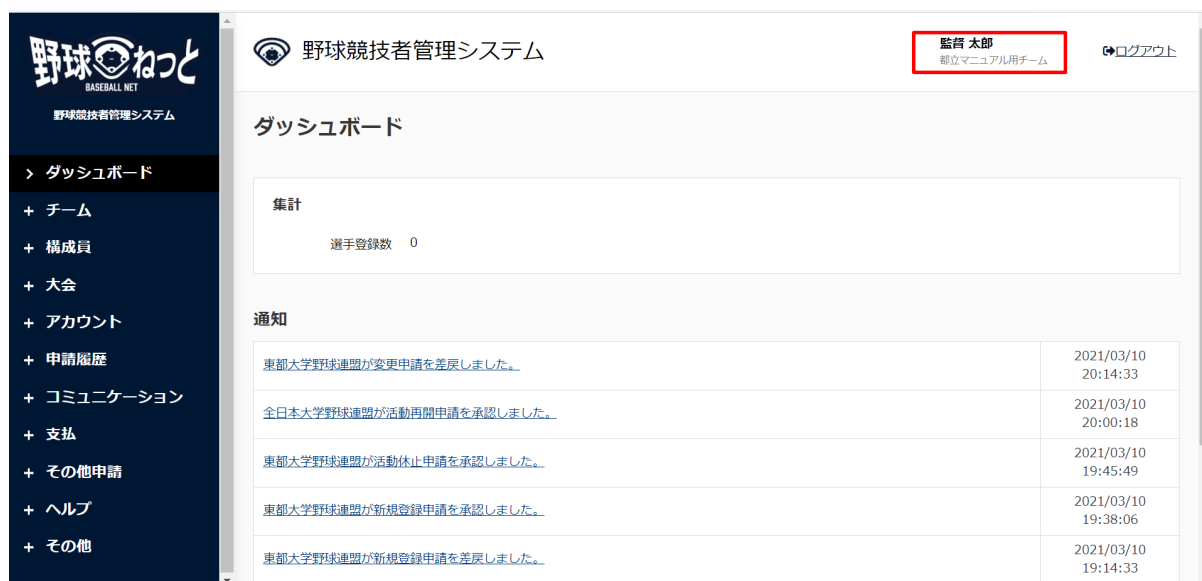 野球ねっと
BASEBALL NET
野球競技者管理システム
ダッシュボード
チーム
構成員
大会
アカウント
申請履歴
コミュニケーション
支払
その他申請
ヘルプ
その他
野球競技者管理システム
監督 太郎
都立マニュアル用チーム
ログアウト
ダッシュボード
集計
選手登録数 0
通知
東都大学野球連盟が変更申請を差戻しました。 2021/03/10
20:14:33
全日本大学野球連盟が活動再開申請を承認しました。 2021/03/10
20:00:18
東都大学野球連盟が活動休止申請を承認しました。 2021/03/10
19:45:49
東都大学野球連盟が新規登録申請を承認しました。 2021/03/10
19:38:06
東都大学野球連盟が新規登録申請を差戻しました。 2021/03/10
19:14:33